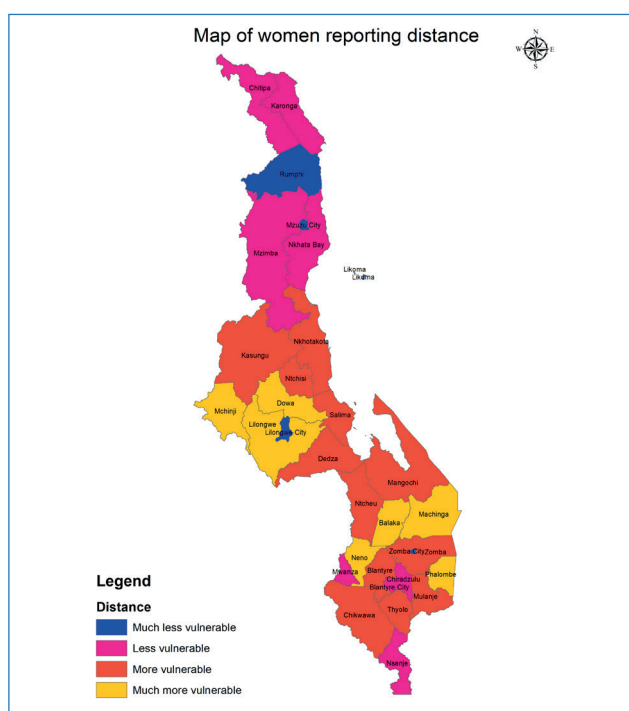 Map of women reporting distance
N
W E
S
Chitipa
Karonga
Rumphi
Mzuzu City
Nkhata Bay
Mzimba
Likoma
Likoma
Nkhotakota
Kasungu
Ntchisi
Dowa
Mchinji
Salima
Lilongwe
Lilongwe City
Dedza
Mangochi
Ntcheu
Machinga
Balaka
Zomba City Zomba
Neno
Mwanza
Blantyre
Phalombe
Chiradzulu
Blantyre City
Mulanje
Thyole
Chikwawa
Nsanje
Legend
Distance
Much less vulnerable
Less vulnerable
More vulnerable
Much more vulnerable